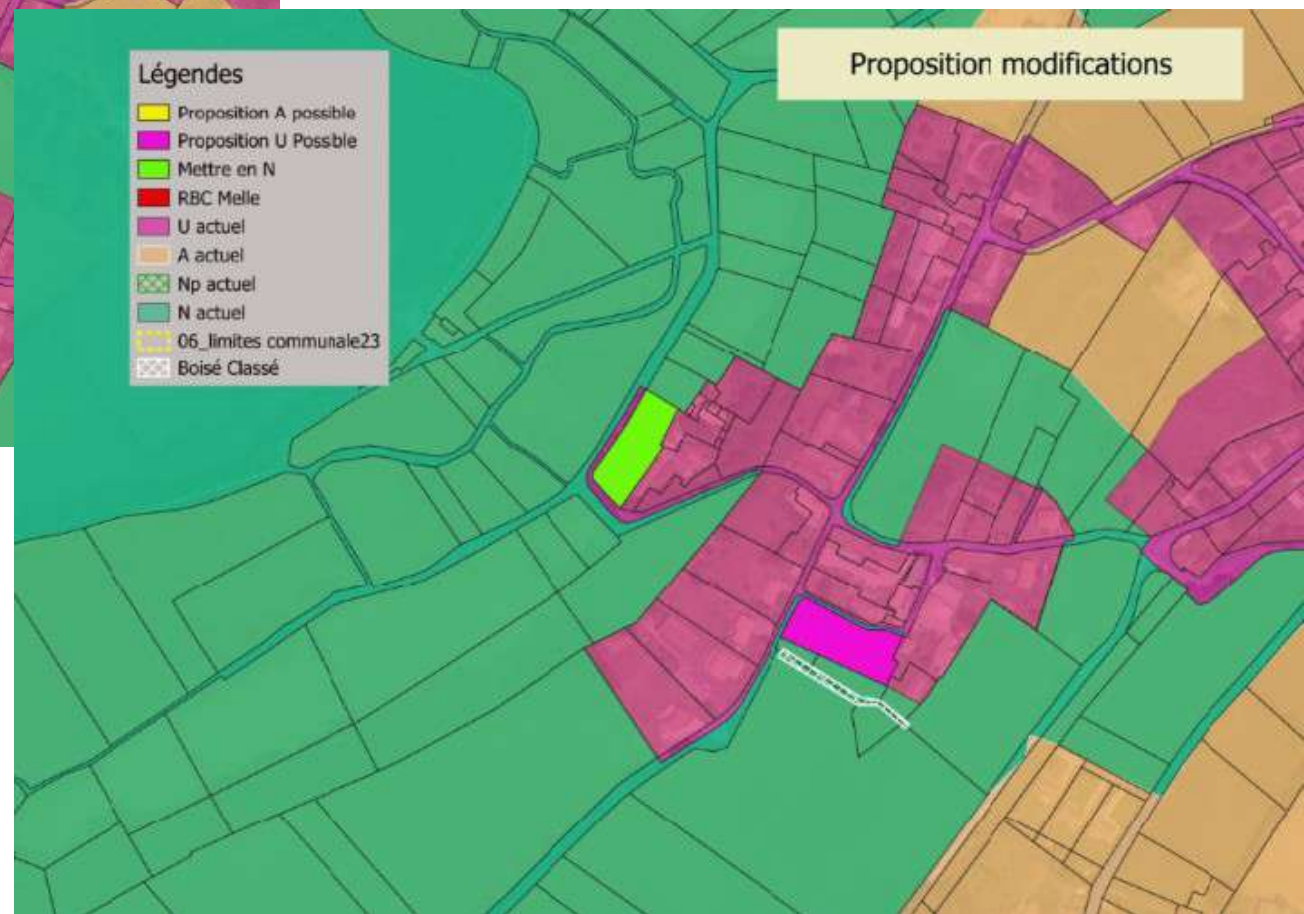 Légendes
Proposition A possible
Proposition U Possble
Mettre en N
RBC Melle
U actuel
A actuel
Np actuel
N actuel
06_limites communale23
Boisé Classé
Proposition modifications